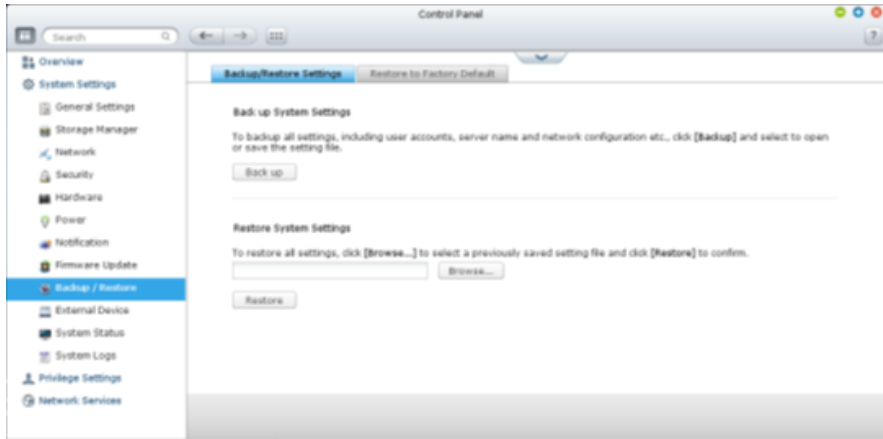 Control Panel
Search
?
Overview
System Settings
General Settings
Storage Manager
Network
Security
Hardware
Power
Notification
Firmware Update
Backup / Restore
External Device
System Status
System Logs
Privilege Settings
Network Services
Backup/Restore Settings
Restore to Factory Default
Back up System Settings
To backup all settings, including user accounts, server name and network configuration etc., click [Backup] and select to open
or save the setting file.
Back up
Restore System Settings
To restore all settings, click [Browse...] to select a previously saved setting file and click [Restore] to confirm.
Browse...
Restore